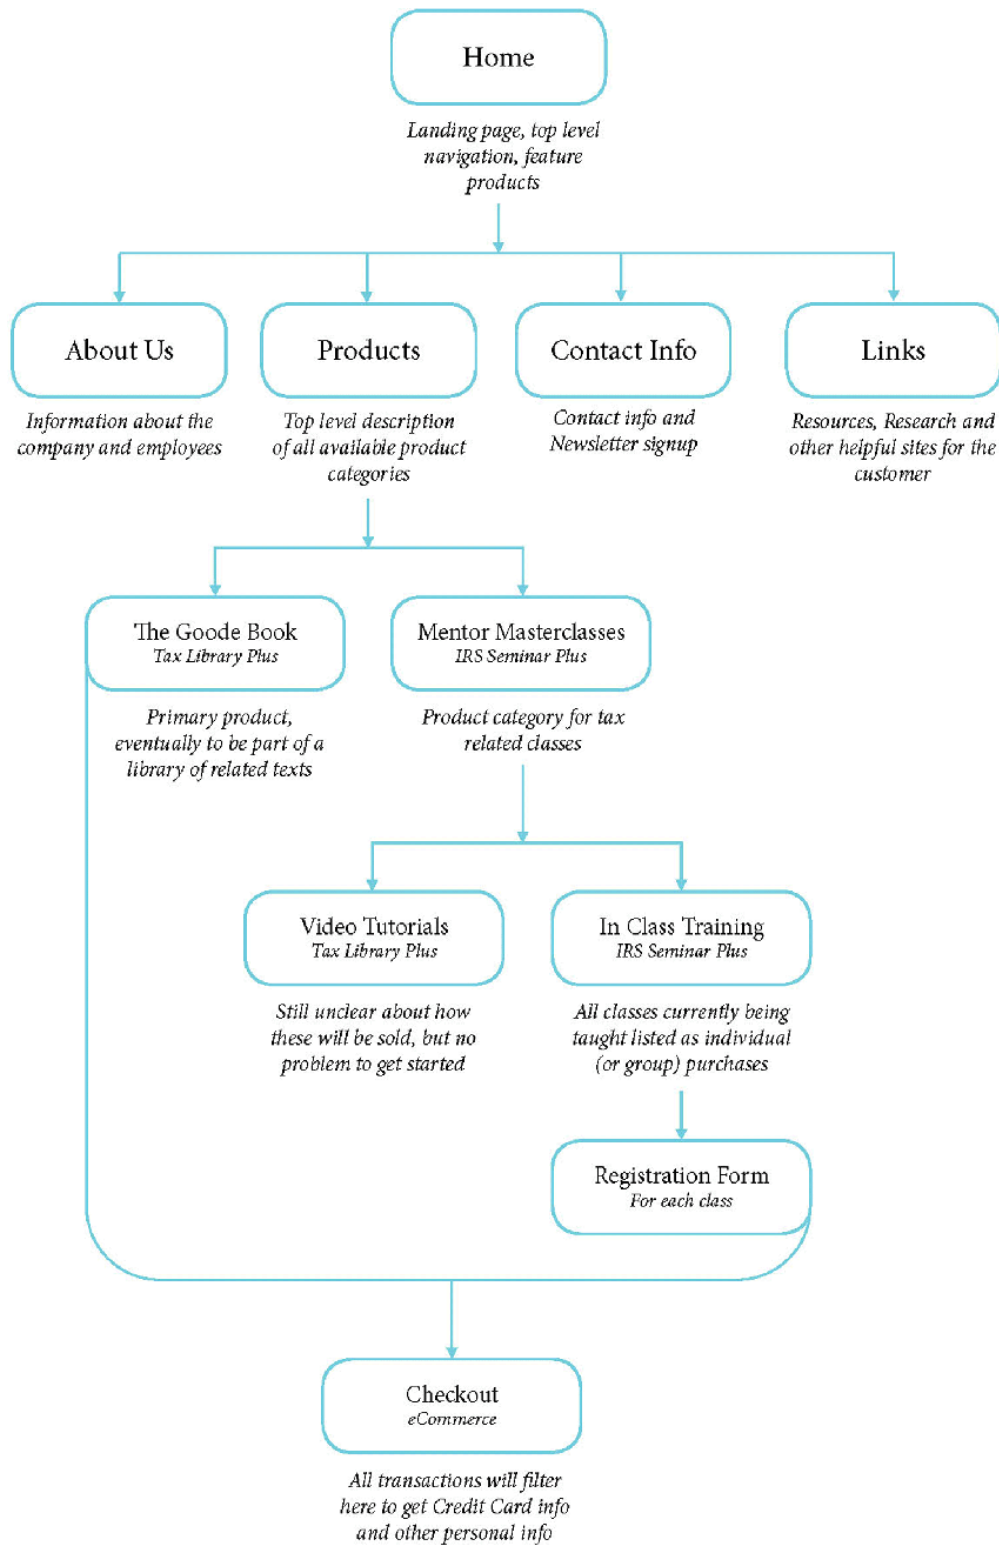 Home
Landing page, top level
navigation, feature
products
About Us
Information about the
company and employees
Products
Top level description
of all available product
categories
Contact Info
Contact info and
Newsletter signup
Links
Resources, Research and
other helpful sites for the
customer
The Goode Book
Tax Library Plus
Primary product,
eventually to be part of a
library of related texts
Mentor Masterclasses
IRS Seminar Plus
Product category for tax
related classes
Video Tutorials
Tax Library Plus
Still unclear about how
these will be sold, but no
problem to get started
In Class Training
IRS Seminar Plus
All classes currently being
taught listed as individual
(or group) purchases
Registration Form
For each class
Checkout
eCommerce
All transactions will filter
here to get Credit Card info
and other personal info